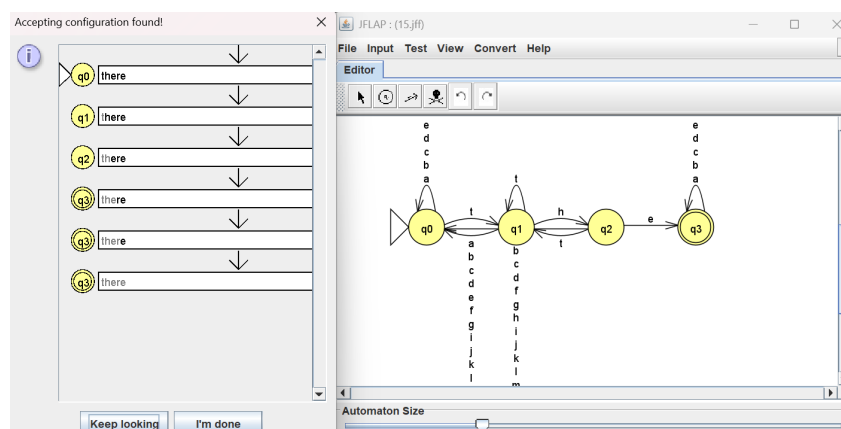 Accepting configuration found!
q0 there
q1 there
q2 there
q3 there
q3 there
q3 there
Keep looking
I'm done
JFLAP : (15.jff)
File Input Test View Convert Help
Editor
e e
d d
c c
b b
a t a
t h
q0 q1 q2 e q3
a t
b b
c c
d d
e f
f g
g h
i i
j j
k k
l l
m
Automaton Size